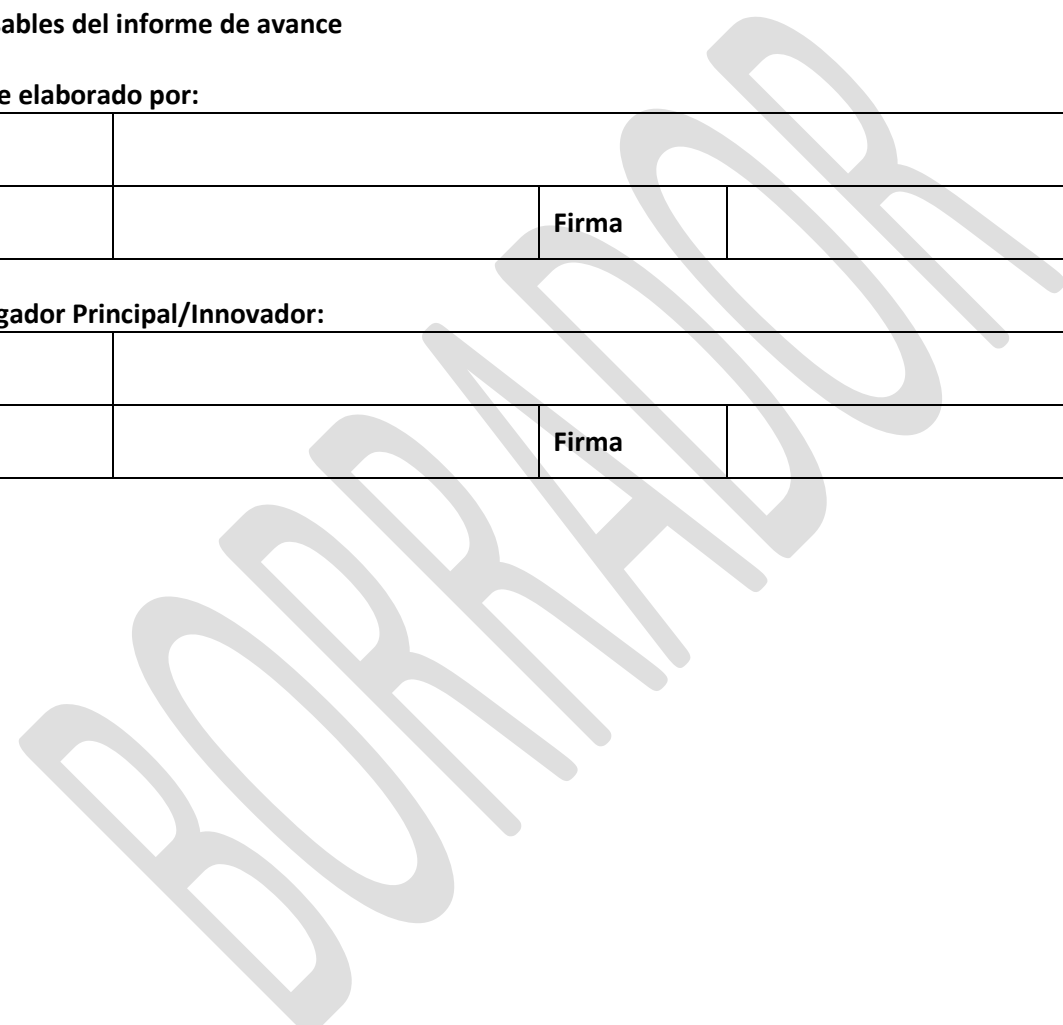 ables del informe de avance
e elaborado por:
Firma
gador Principal/Innovador:
Firma
BORRADOR